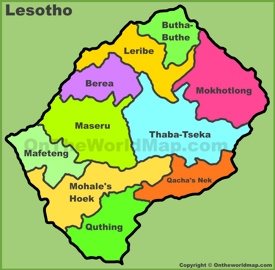 Lesotho
Butha-
Buthe
Leribe
Berea
Mokhotlong
Maseru
Thaba-Tseka
OntheWorldMap.com
Mafeteng
Mohale's
Hoek
Qacha's Nek
Quthing
Copyright © Ontheworldmap.com